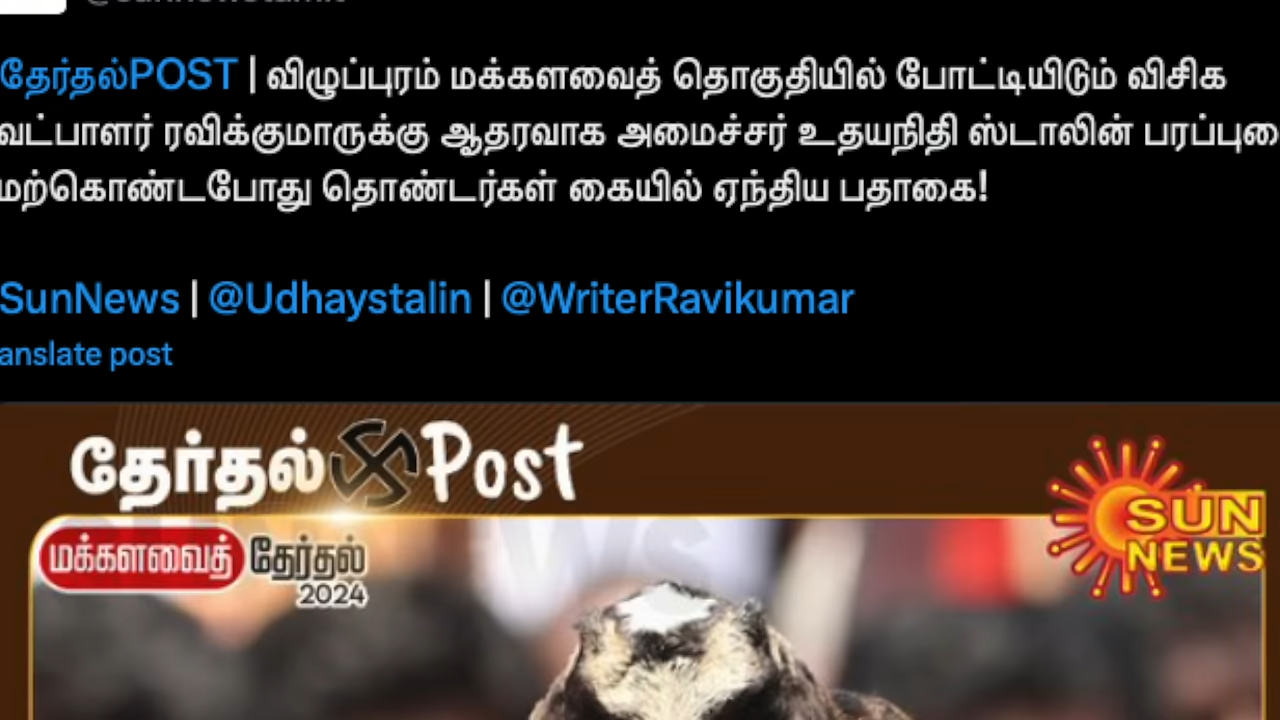 தேர்தல்POST | விழுப்புரம் மக்களவைத் தொகுதியில் போட்டியிடும் விசிக
வட்பாளர் ரவிக்குமாருக்கு ஆதரவாக அமைச்சர் உதயநிதி ஸ்டாலின் பரப்புரை
மற்கொண்டபோது தொண்டர்கள் கையில் ஏந்திய பதாகை!
SunNews | @Udhaystalin | @WriterRavikumar
anslate post
தேர்தல் Post
மக்களவைத் தேர்தல்
2024
SUN
NEWS